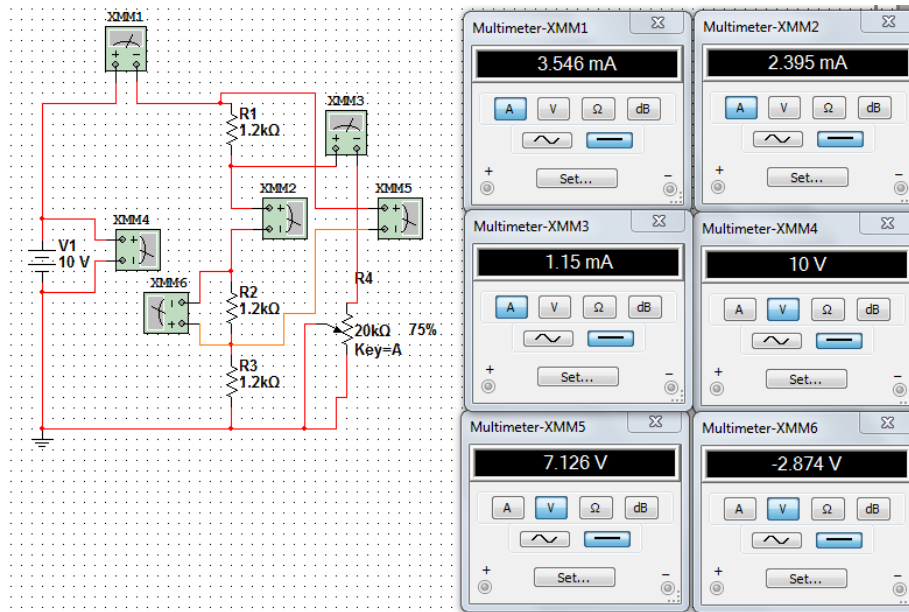 XMM1
R1
1.2kΩ
XMM3
XMM2
XMM5
XMM4
V1
10 V
XMM6
R4
R2
1.2kΩ
20kΩ 75%
Key=A
R3
1.2kΩ
Multimeter-XMM1
3.546 mA
A V Ω dB
+ Set... -
Multimeter-XMM2
2.395 mA
A V Ω dB
+ Set... -
Multimeter-XMM3
1.15 mA
A V Ω dB
+ Set... -
Multimeter-XMM4
10 V
A V Ω dB
+ Set... -
Multimeter-XMM5
7.126 V
A V Ω dB
+ Set... -
Multimeter-XMM6
-2.874 V
A V Ω dB
+ Set... -